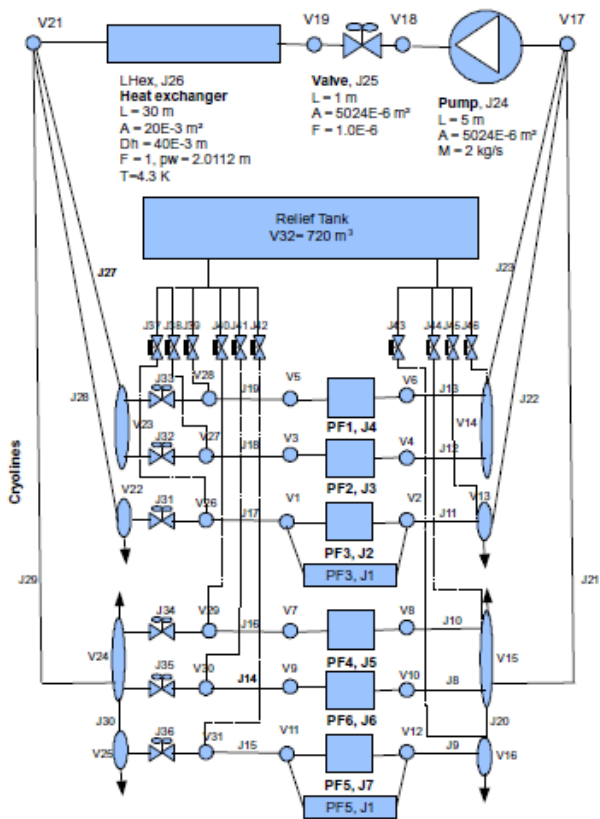 V21
V19
V18
V17
LHex, J26
Heat exchanger
L = 30 m
A = 20E-3 m²
Dh = 40E-3 m
F = 1, pw = 2.0112 m
T=4.3 K
Valve, J25
L = 1 m
A = 5024E-6 m²
F = 1.0E-6
Pump, J24
L = 5 m
A = 5024E-6 m²
M = 2 kg/s
Relief Tank
V32= 720 m³
J27
J23
J37
J38
J39
J40
J41
J42
J43
J44
J45
J46
J28
J22
J33
V28
J19
V5
V6
J13
PF1, J4
V23
V14
J32
V27
J18
V3
V4
J12
PF2, J3
Cryolines
V22
J31
V26
J17
V1
V2
J11
V13
PF3, J2
PF3, J1
J29
J21
J34
V29
J16
V7
V8
J10
PF4, J5
V24
V15
J35
V30
J14
V9
V10
J8
PF6, J6
J30
J20
J36
V31
J15
V11
V12
J9
V25
V16
PF5, J7
PF5, J1